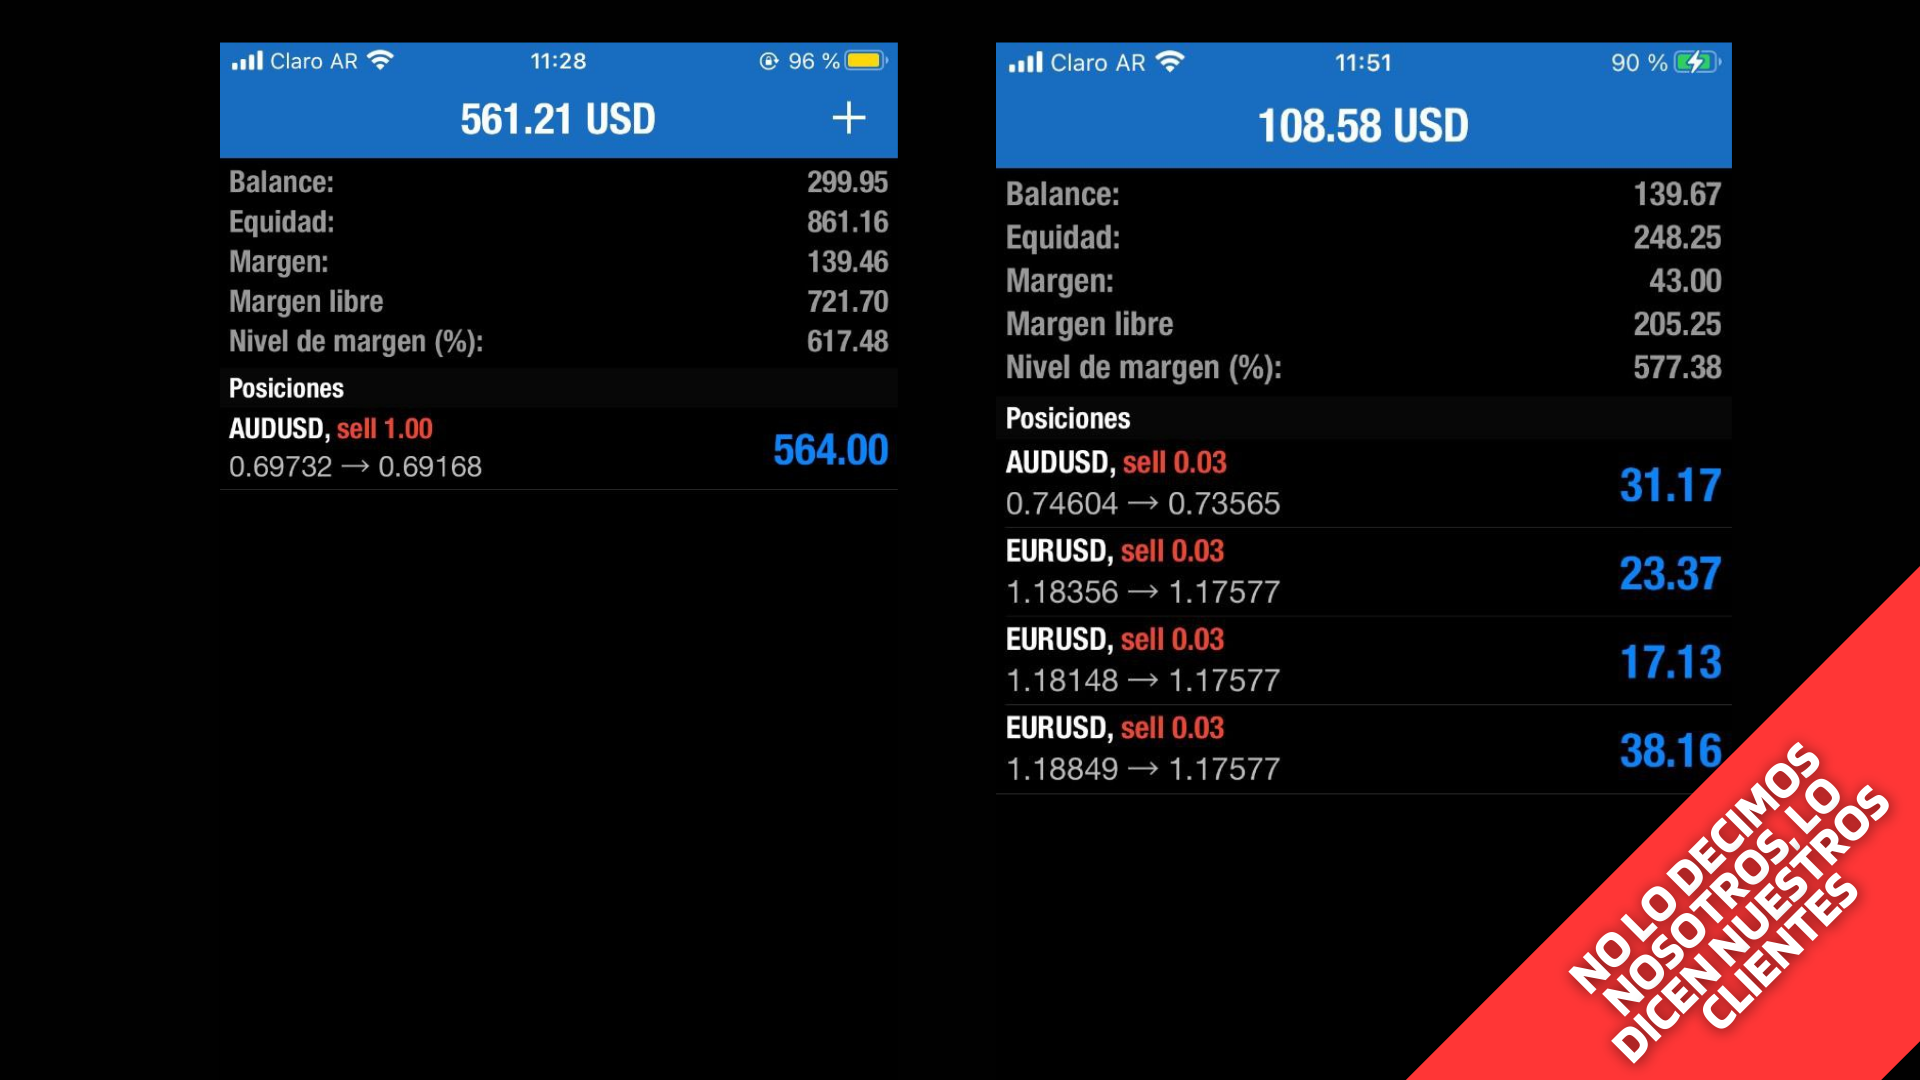 Claro AR 11:28 96 %
561.21 USD +
Balance: 299.95
Equidad: 861.16
Margen: 139.46
Margen libre 721.70
Nivel de margen (%): 617.48
Posiciones
AUDUSD, sell 1.00
0.69732 → 0.69168 564.00
Claro AR 11:51 90 %
108.58 USD
Balance: 139.67
Equidad: 248.25
Margen: 43.00
Margen libre 205.25
Nivel de margen (%): 577.38
Posiciones
AUDUSD, sell 0.03
0.74604 → 0.73565 31.17
EURUSD, sell 0.03
1.18356 → 1.17577 23.37
EURUSD, sell 0.03
1.18148 → 1.17577 17.13
EURUSD, sell 0.03
1.18849 → 1.17577 38.16
NO LO DECIMOS
NOSOTROS, LO
DICEN NUESTROS
CLIENTES